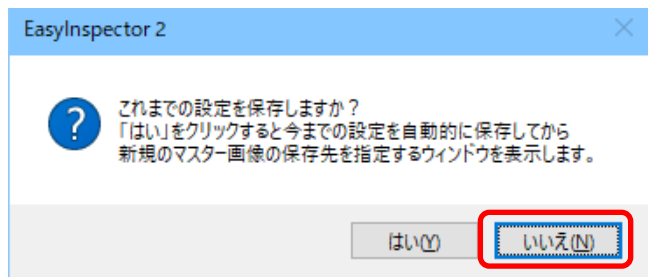 EasyInspector 2
これまでの設定を保存しますか？
「はい」をクリックすると今までの設定を自動的に保存してから
新規のマスター画像の保存先を指定するウィンドウを表示します。
はい(Y)
いいえ(N)